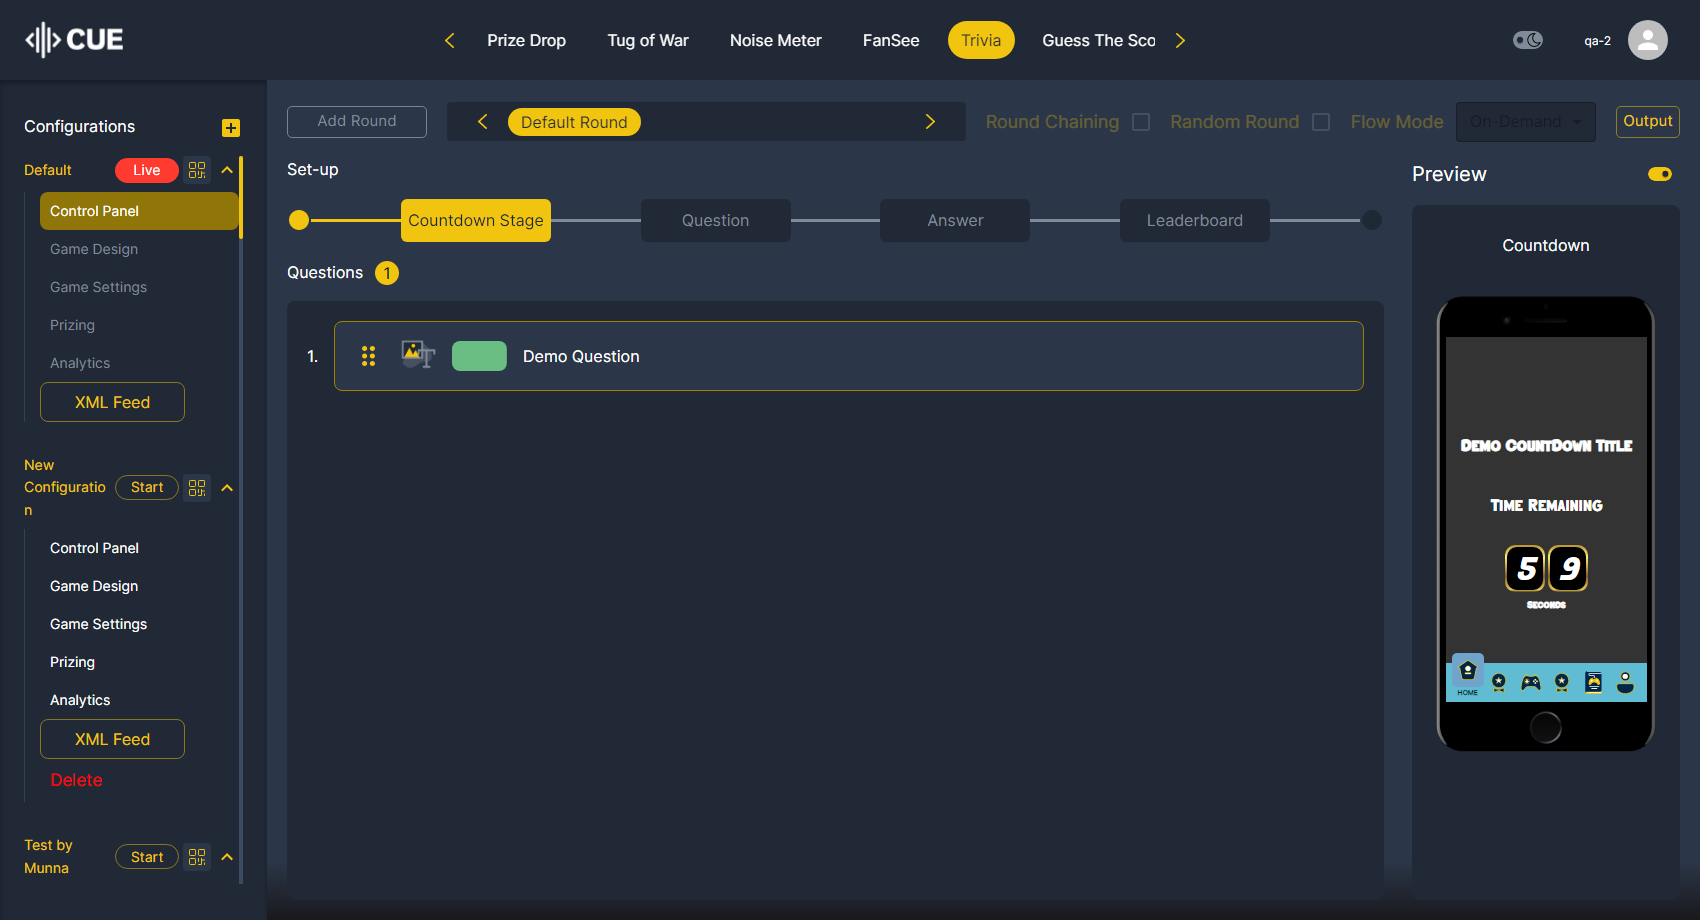 CUE
Prize Drop
Tug of War
Noise Meter
FanSee
Trivia
Guess The Sco
qa-2
Configurations
Default
Live
Control Panel
Game Design
Game Settings
Prizing
Analytics
XML Feed
New
Configuratio
n
Start
Control Panel
Game Design
Game Settings
Prizing
Analytics
XML Feed
Delete
Test by
Munna
Start
Add Round
Default Round
Round Chaining
Random Round
Flow Mode
On-Demand
Output
Set-up
Countdown Stage
Question
Answer
Leaderboard
Questions
1
1.
Demo Question
Preview
Countdown
Demo CountDown Title
Time Remaining
5 9
Seconds
HOME